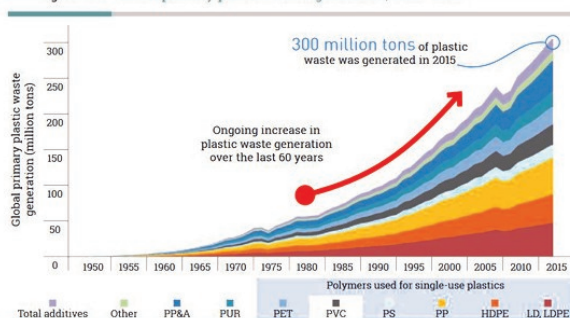 300 million tons of plastic
waste was generated in 2015
Ongoing increase in
plastic waste generation
over the last 60 years
Global primary plastic waste
generation (million tons)
300
250
200
150
100
50
0
1950 1955 1960 1965 1970 1975 1980 1985 1990 1995 2000 2005 2010 2015
Polymers used for single-use plastics
Total additives Other PP&A PUR PET PVC PS PP HDPE LD, LDPE